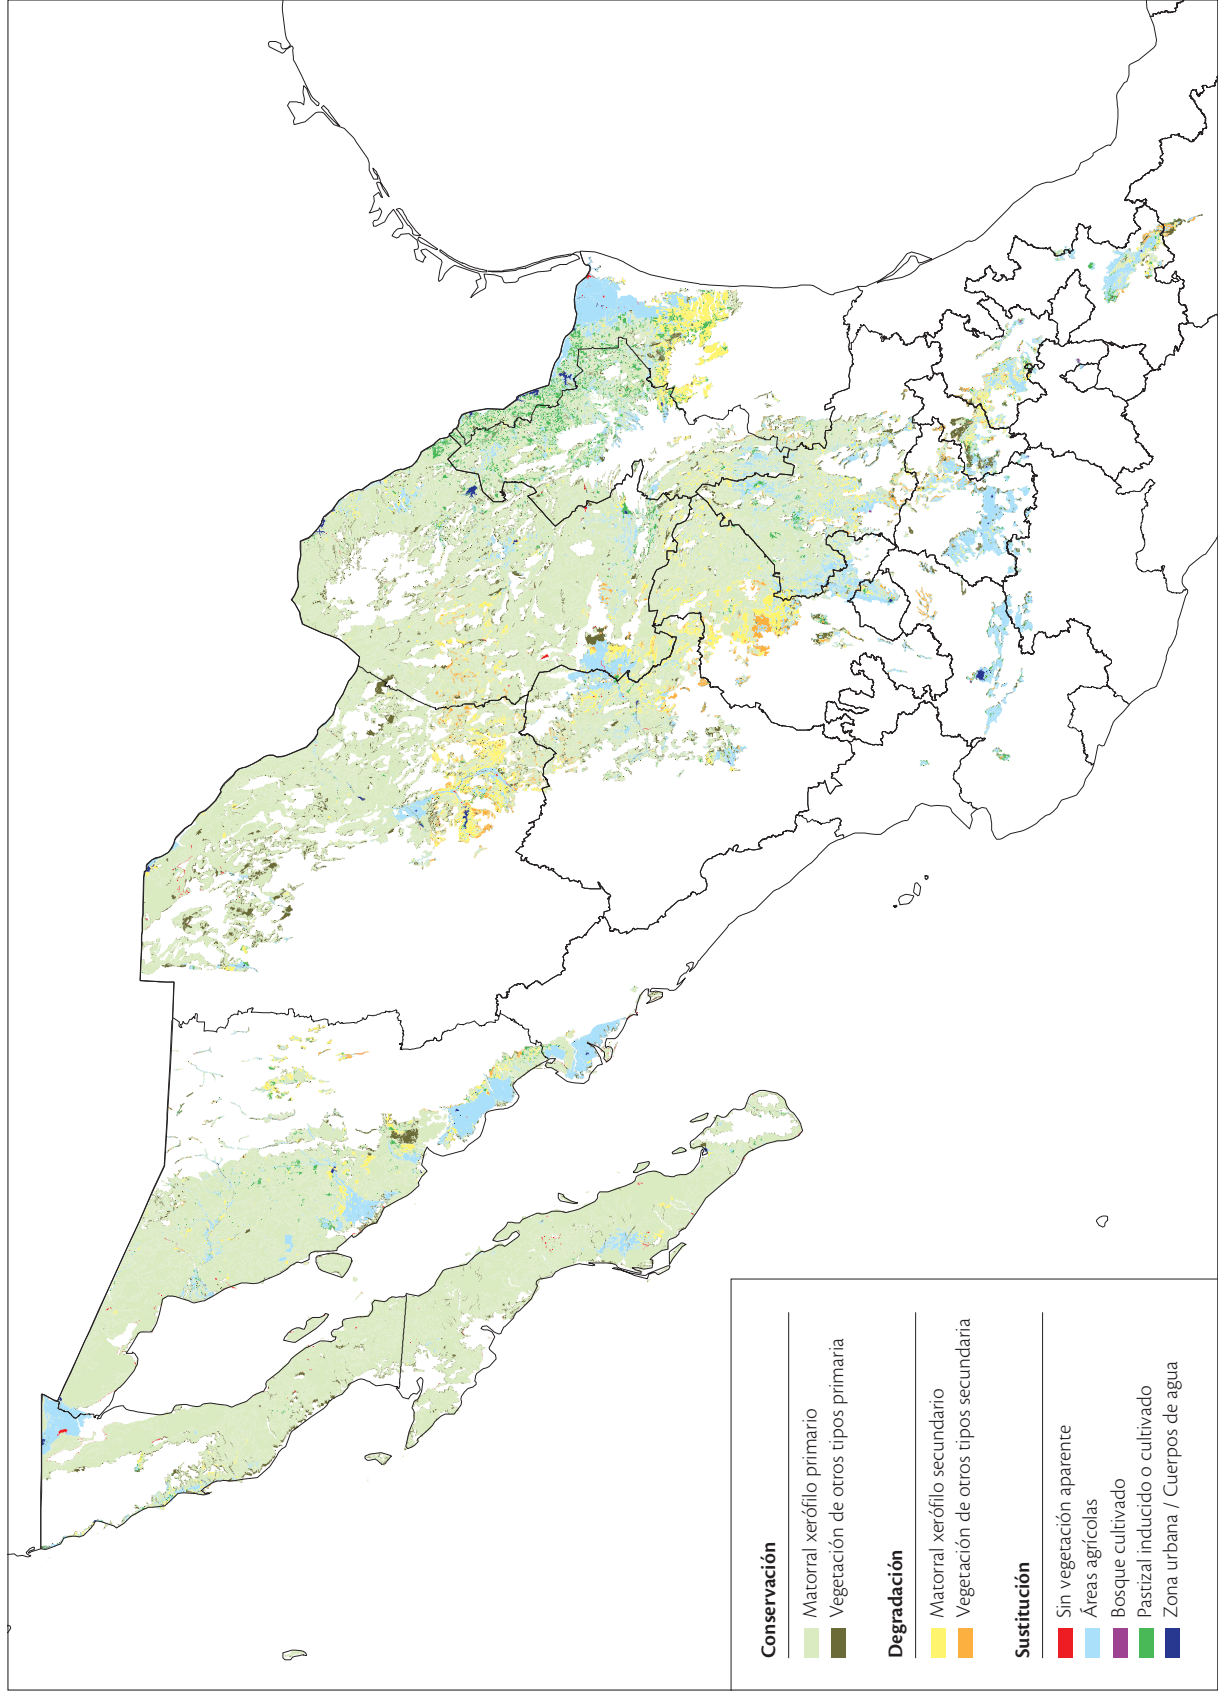 Conservación
Matorral xerófilo primario
Vegetación de otros tipos primaria
Degradación
Matorral xerófilo secundario
Vegetación de otros tipos secundaria
Sustitución
Sin vegetación aparente
Áreas agrícolas
Bosque cultivado
Pastizal inducido o cultivado
Zona urbana / Cuerpos de agua